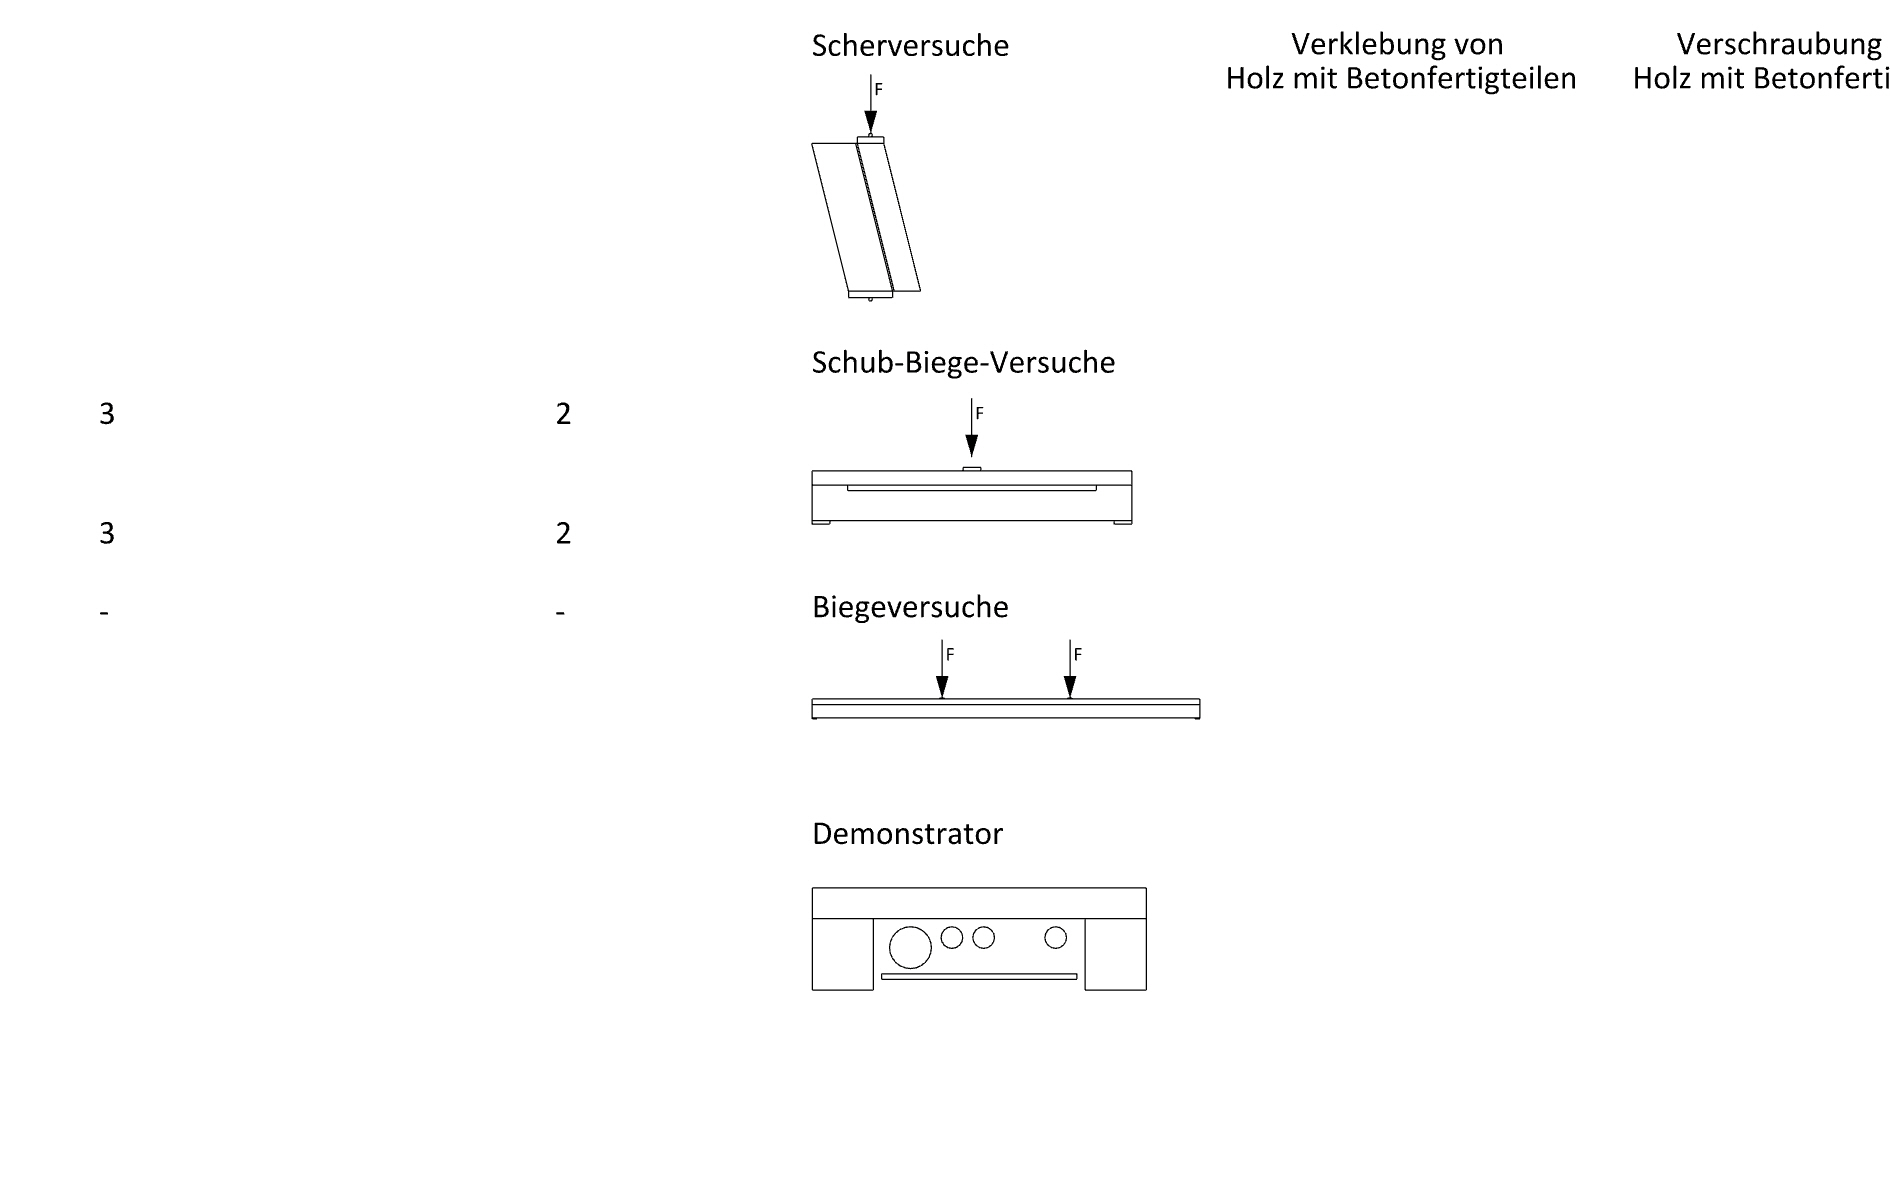 Scherversuche
F
Verklebung von
Holz mit Betonfertigteilen
Verschraubung
Holz mit Betonferti
Schub-Biege-Versuche
F
3
2
3
2
-
-
Biegeversuche
F
F
Demonstrator